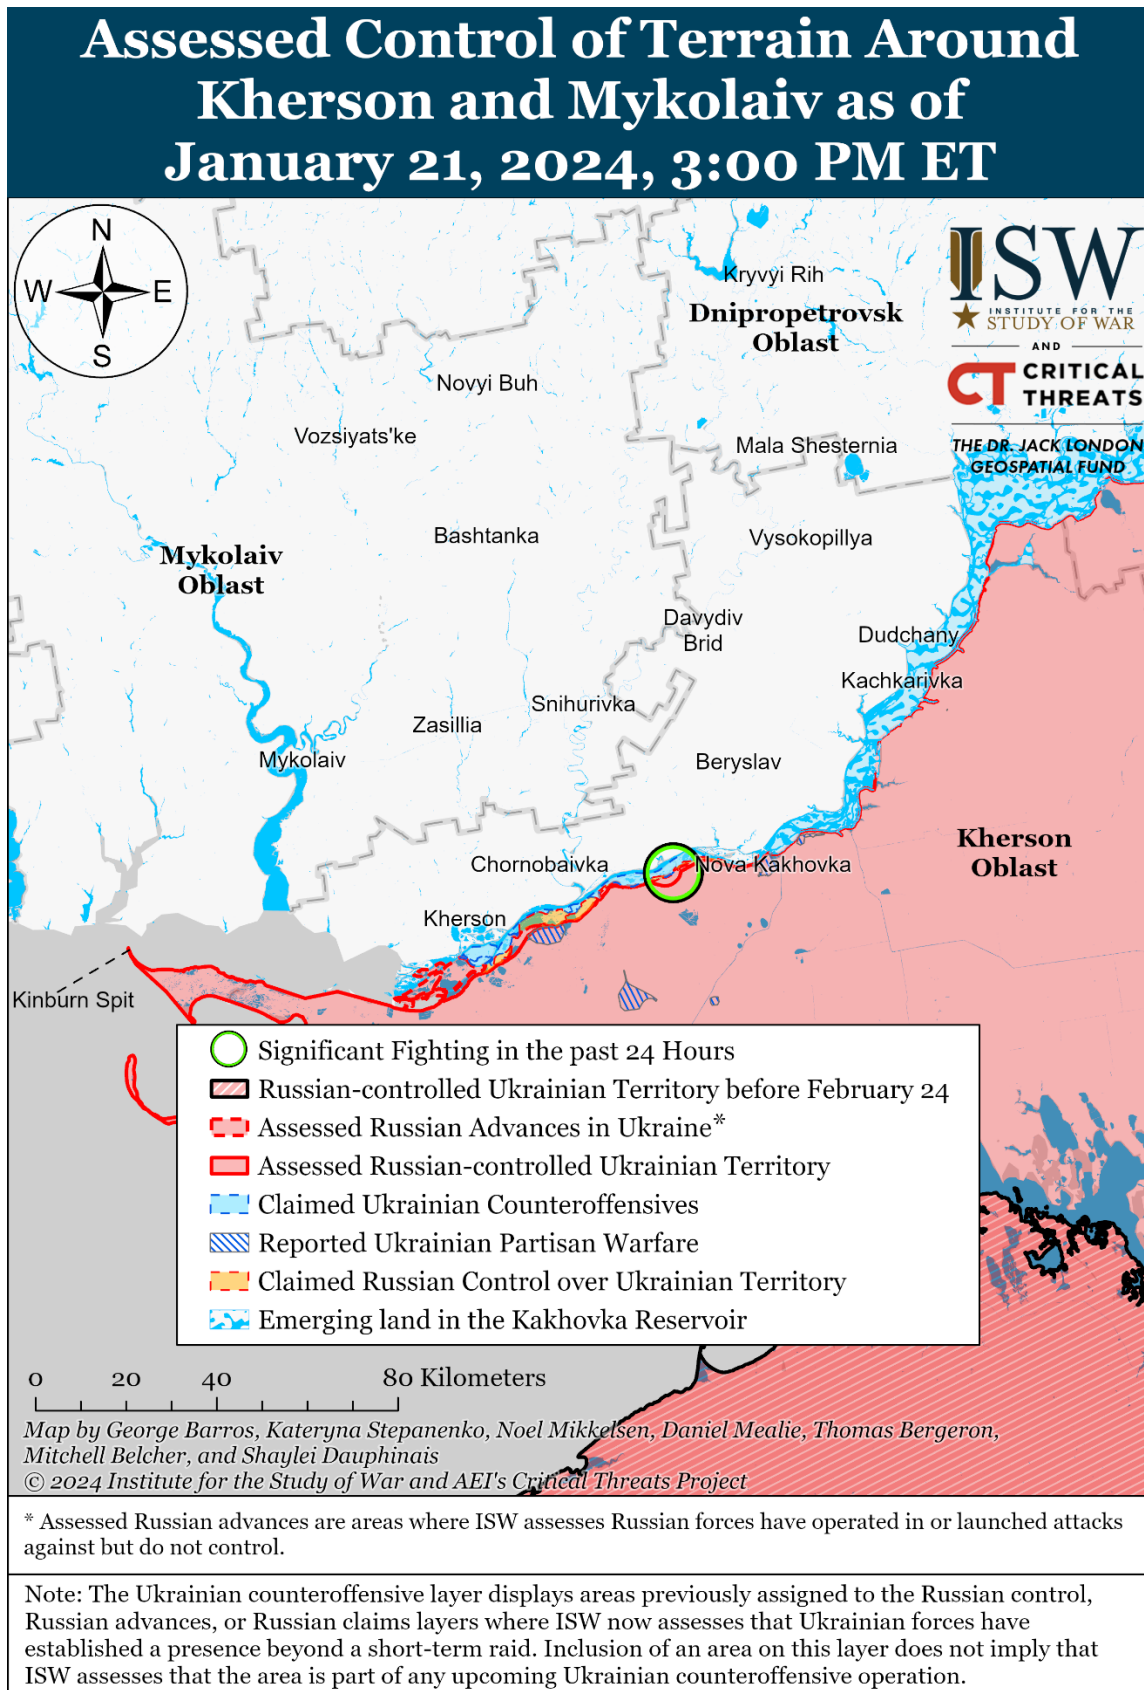 Assessed Control of Terrain Around
Kherson and Mykolaiv as of
January 21, 2024, 3:00 PM ET
N
W
E
S
ISW
INSTITUTE FOR THE
STUDY OF WAR
AND
CT CRITICAL
THREATS
THE DR. JACK LONDON
GEOSPATIAL FUND
Kryvyi Rih
Dnipropetrovsk
Oblast
Novyi Buh
Vozsiyats'ke
Mala Shesternia
Bashtanka
Vysokopillya
Mykolaiv
Oblast
Davydiv
Brid
Dudchany
Kachkarivka
Snihurivka
Zasillia
Mykolaiv
Beryslav
Kherson
Oblast
Chornobaivka
Nova Kakhovka
Kherson
Kinburn Spit
Significant Fighting in the past 24 Hours
Russian-controlled Ukrainian Territory before February 24
Assessed Russian Advances in Ukraine*
Assessed Russian-controlled Ukrainian Territory
Claimed Ukrainian Counteroffensives
Reported Ukrainian Partisan Warfare
Claimed Russian Control over Ukrainian Territory
Emerging land in the Kakhovka Reservoir
0 20 40 80 Kilometers
Map by George Barros, Kateryna Stepanenko, Noel Mikkelsen, Daniel Mealie, Thomas Bergeron,
Mitchell Belcher, and Shaylei Dauphinais
© 2024 Institute for the Study of War and AEI's Critical Threats Project
* Assessed Russian advances are areas where ISW assesses Russian forces have operated in or launched attacks
against but do not control.
Note: The Ukrainian counteroffensive layer displays areas previously assigned to the Russian control,
Russian advances, or Russian claims layers where ISW now assesses that Ukrainian forces have
established a presence beyond a short-term raid. Inclusion of an area on this layer does not imply that
ISW assesses that the area is part of any upcoming Ukrainian counteroffensive operation.